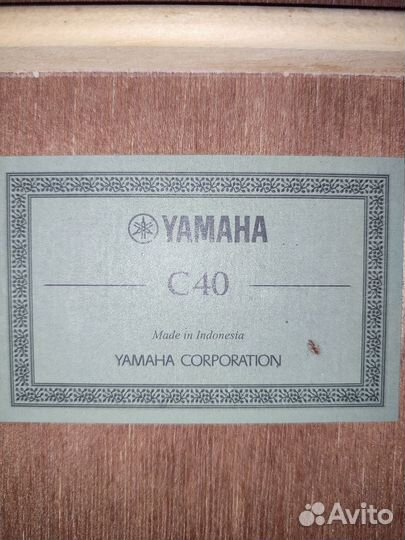 YAMAHA
C40
Made in Indonesia
YAMAHA CORPORATION
Avito